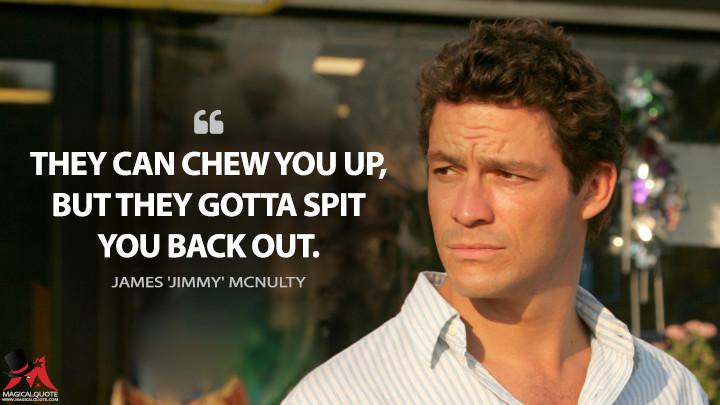 “
THEY CAN CHEW YOU UP,
BUT THEY GOTTA SPIT
YOU BACK OUT.
JAMES 'JIMMY' MCNULTY
MAGICALQUOTE
WWW.MAGICALQUOTE.COM